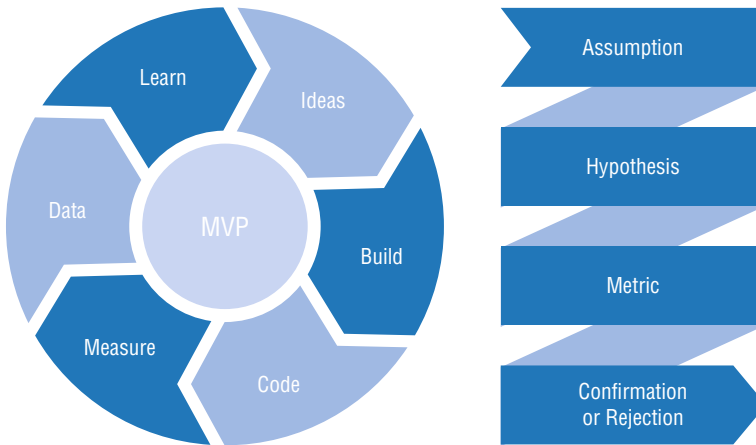 Learn
Ideas
Data
MVP
Build
Measure
Code
Assumption
Hypothesis
Metric
Confirmation
or Rejection